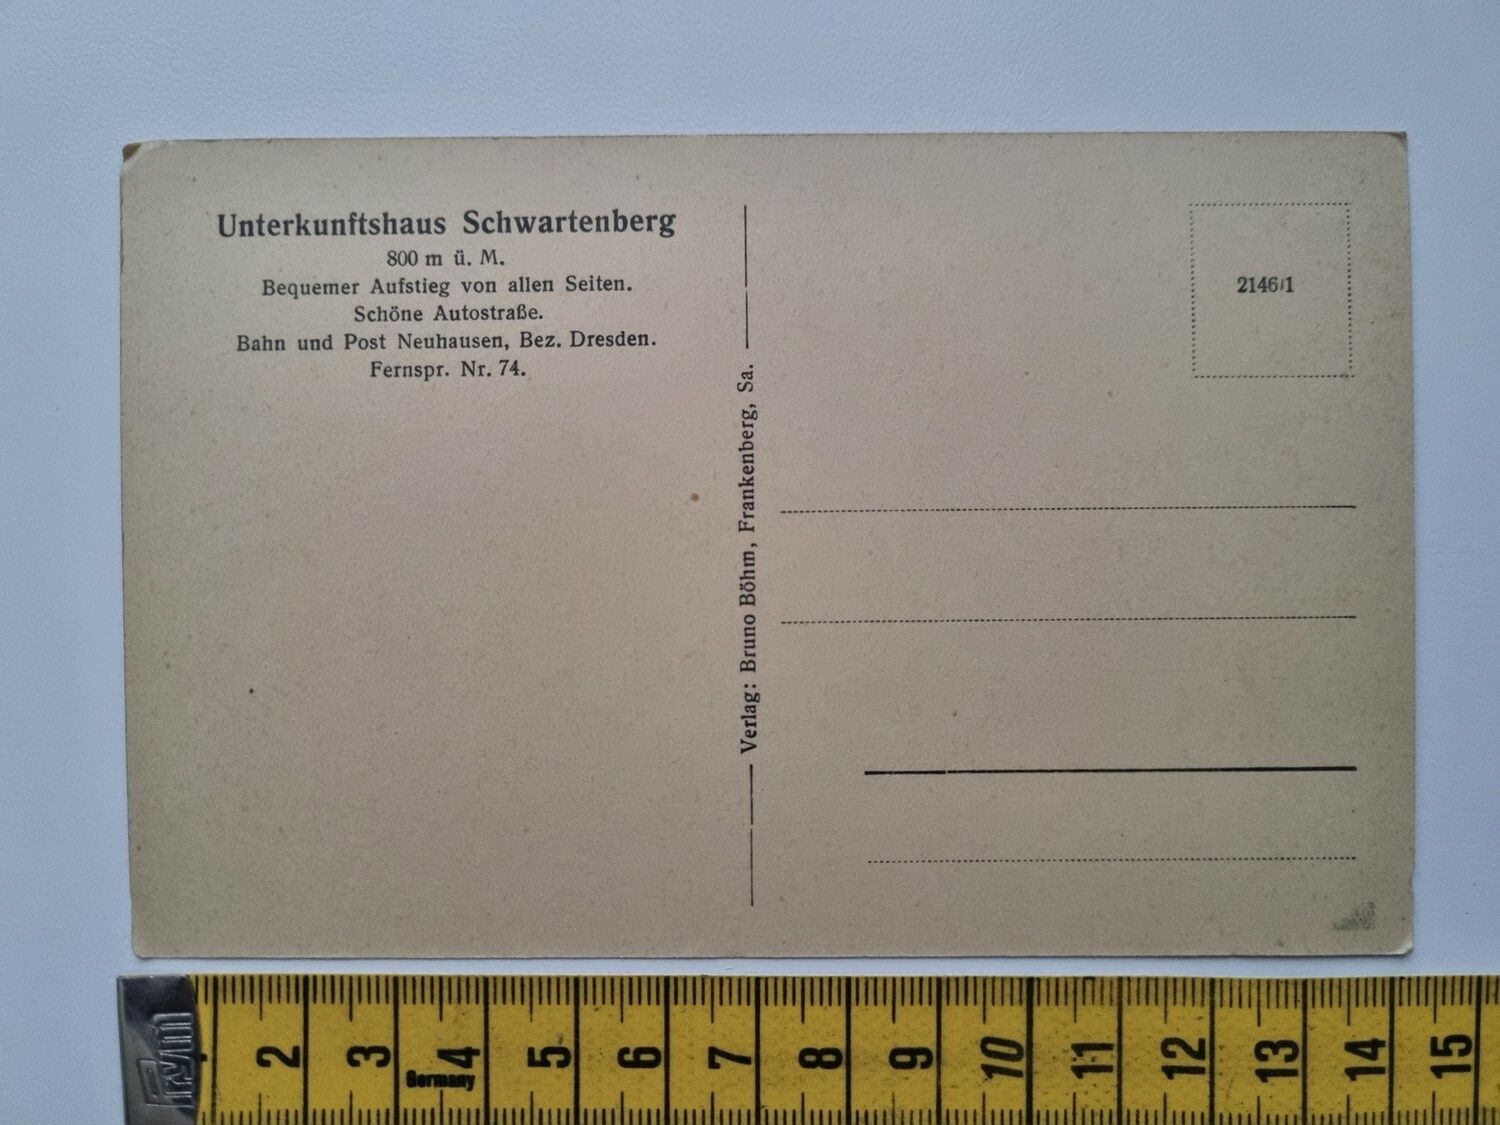 Unterkunftshaus Schwartenberg
800 m ü. M.
Bequemer Aufstieg von allen Seiten.
Schöne Autostraße.
Bahn und Post Neuhausen, Bez. Dresden.
Fernspr. Nr. 74.
Verlag: Bruno Böhm, Frankenberg, Sa.
2146/1
Prym
2 3 4 5 6 7 8 9 10 11 12 13 14 15
Germany